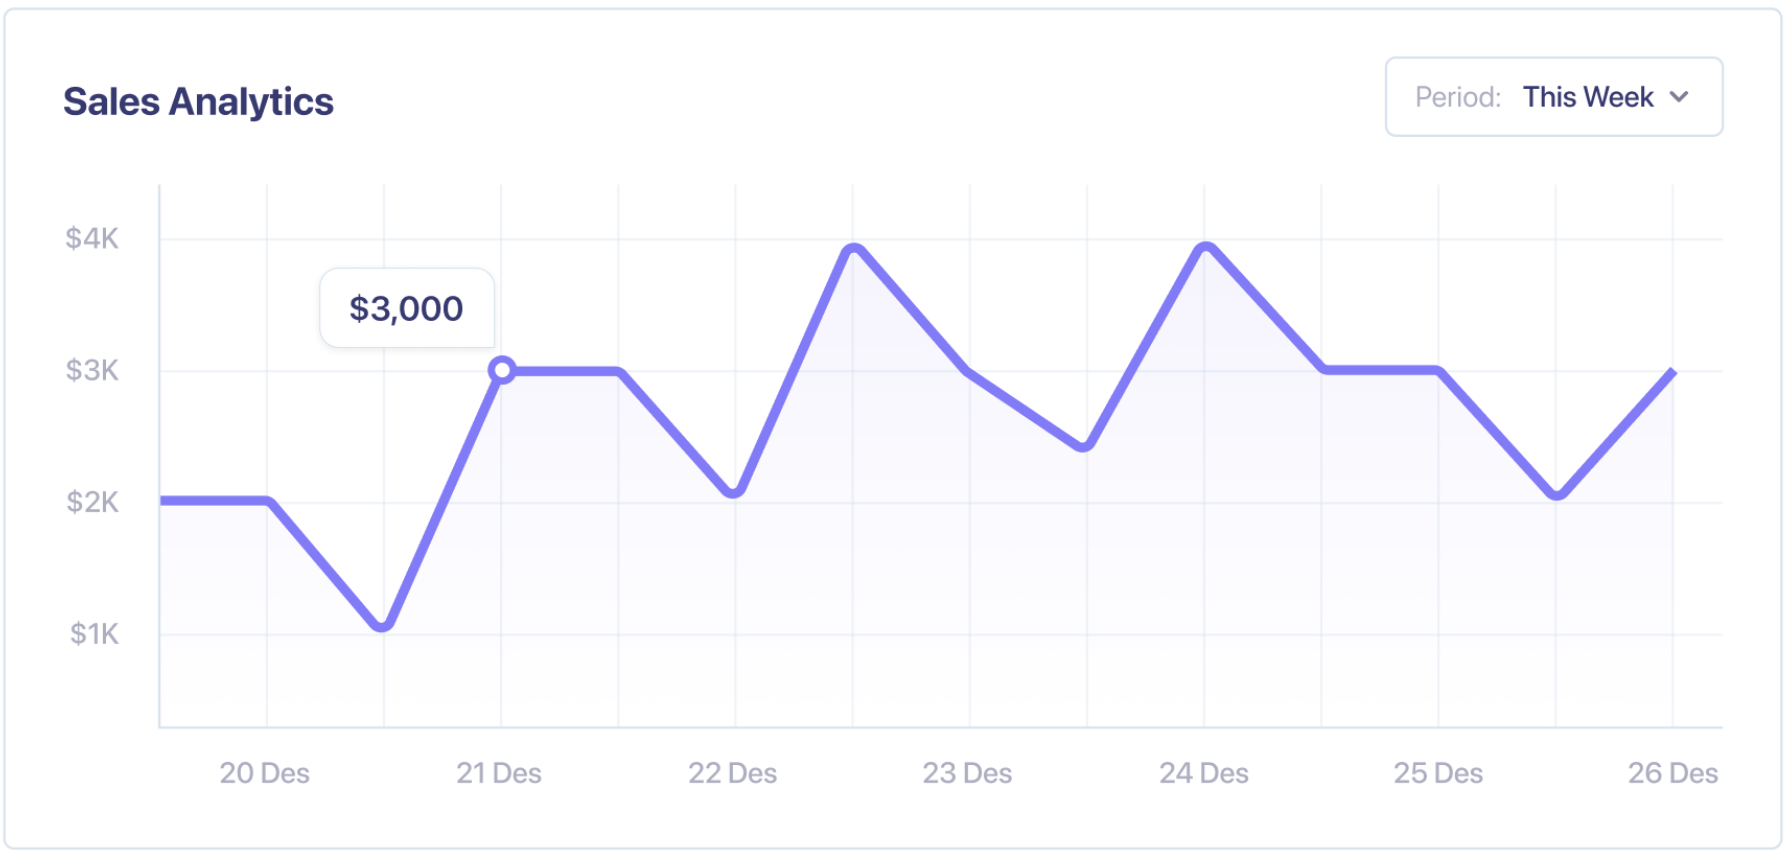 Sales Analytics
Period: This Week
$4K
$3,000
$3K
$2K
$1K
20 Des 21 Des 22 Des 23 Des 24 Des 25 Des 26 Des